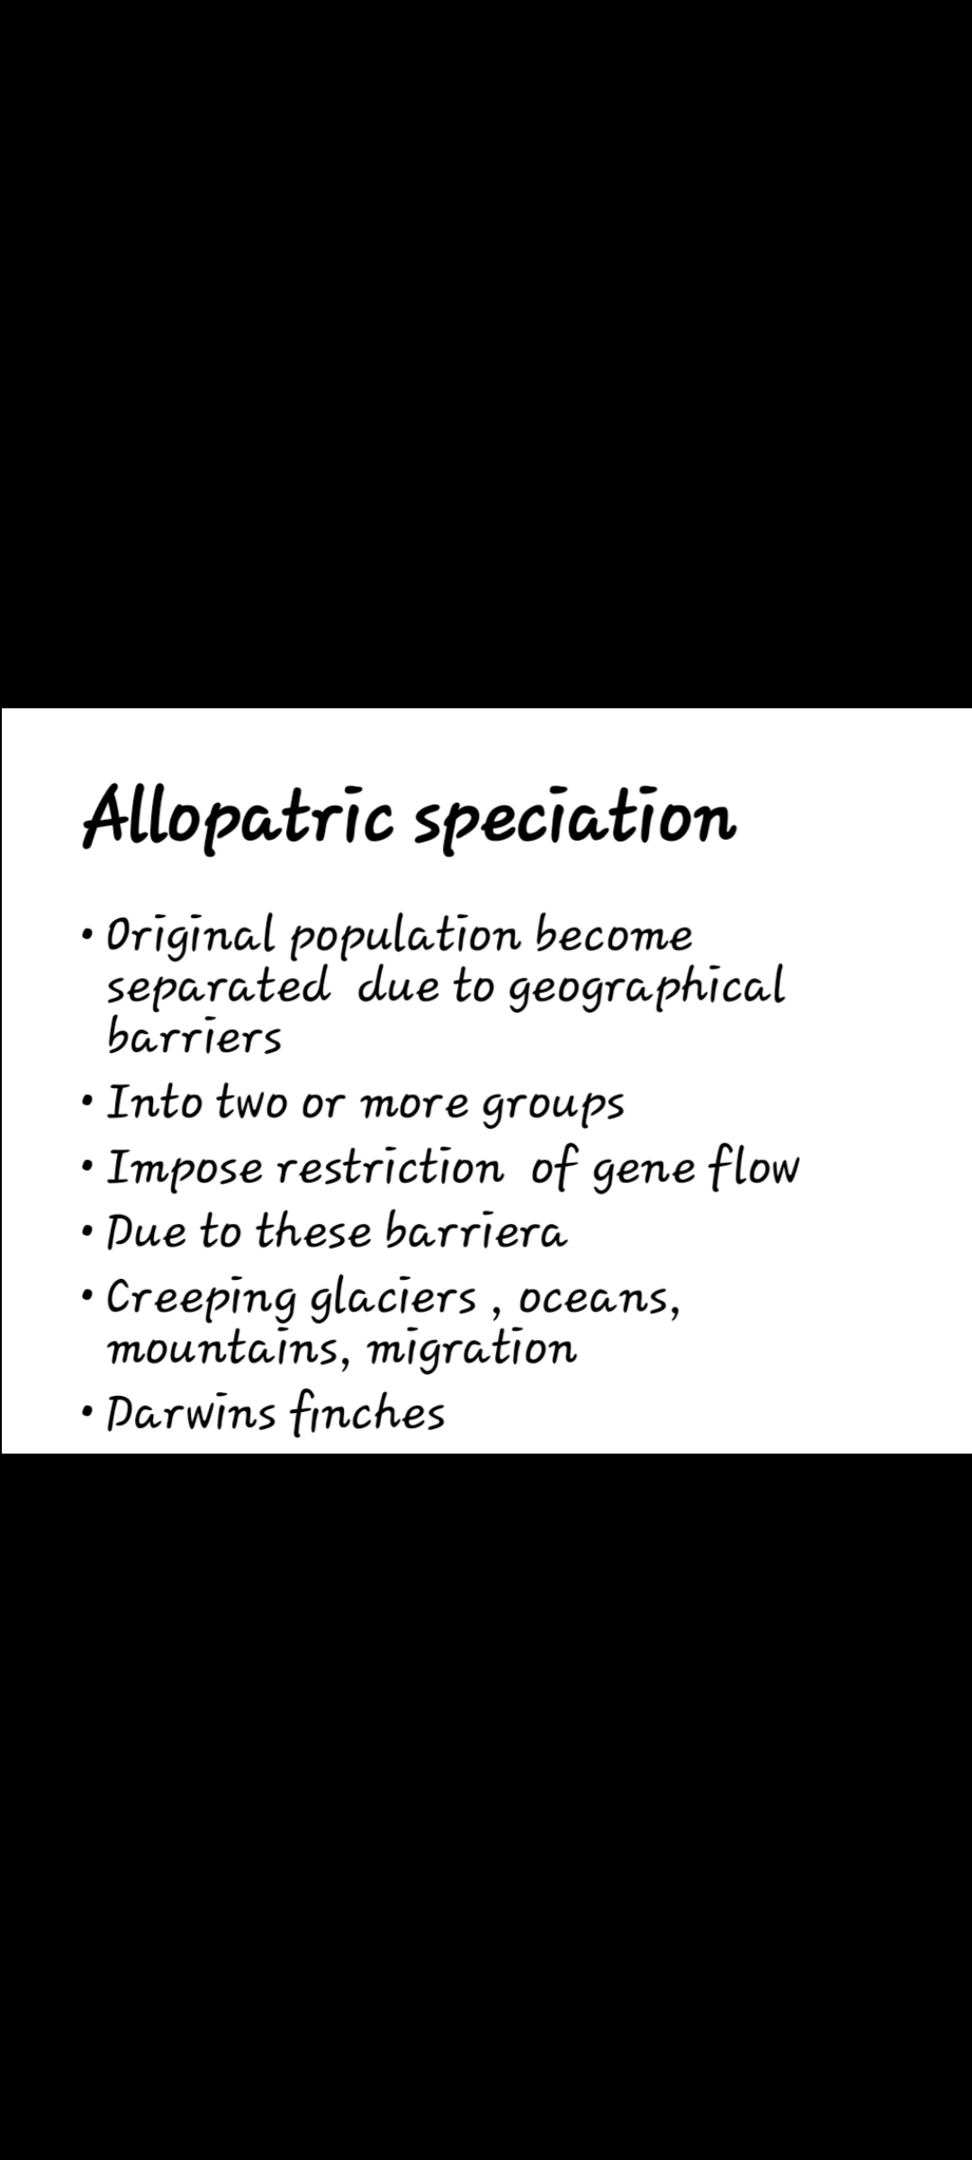 Allopatric speciation
• Original population become
separated due to geographical
barriers
• Into two or more groups
• Impose restriction of gene flow
• Due to these barriera
• Creeping glaciers , oceans,
mountains, migration
• Darwins finches